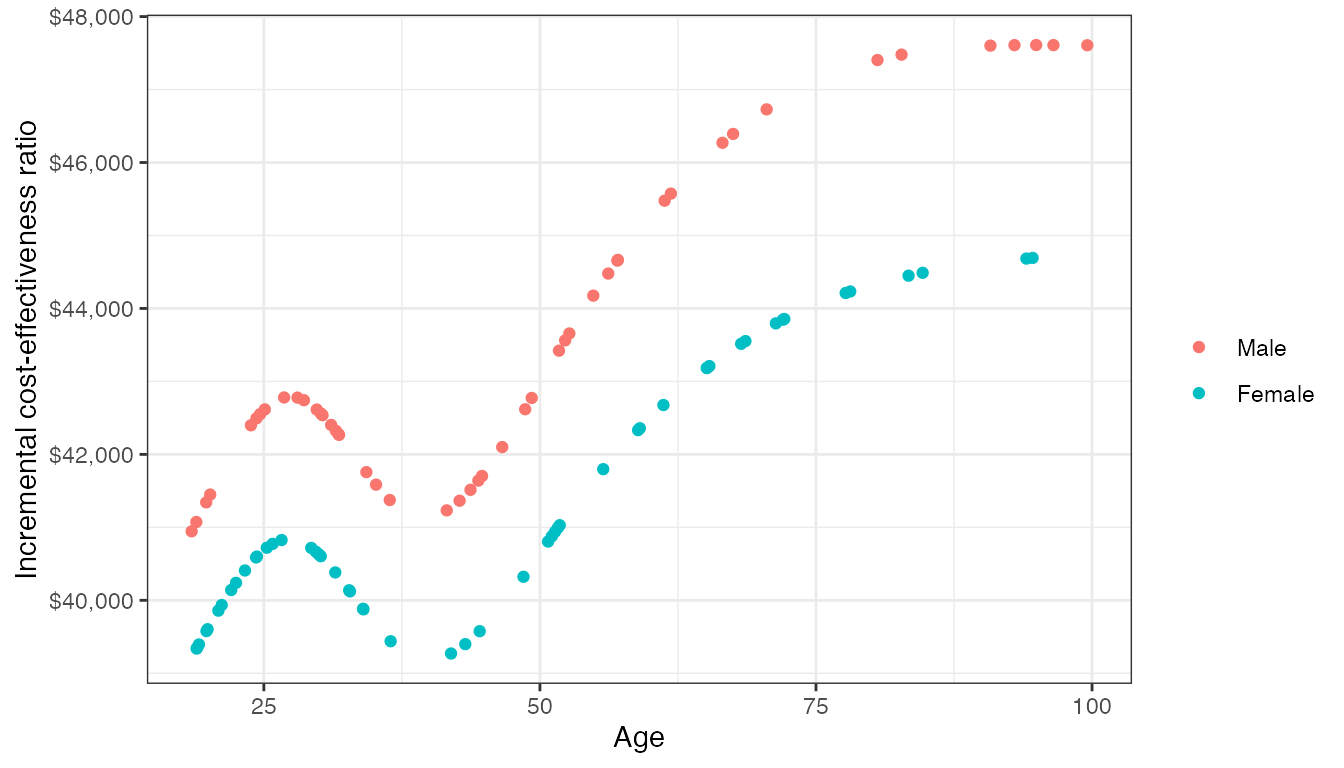 $48,000
$46,000
$44,000
$42,000
$40,000
Incremental cost-effectiveness ratio
25
50
75
100
Age
Male
Female